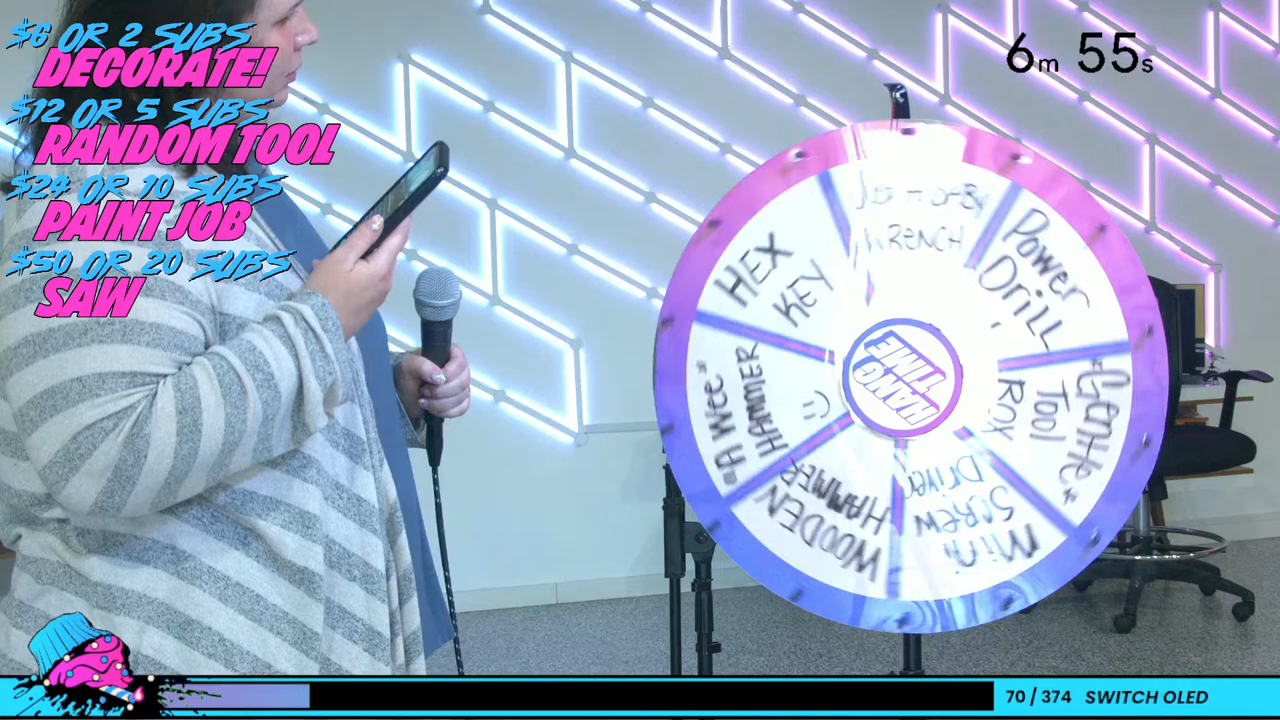 $6 OR 2 SUBS
DECORATE!
$12 OR 5 SUBS
RANDOM TOOL
$24 OR 10 SUBS
PAINT JOB
$50 OR 20 SUBS
SAW
6m 55s
WRENCH
Power
Drill
HEX
KEY
"A Wee"
HAMMER
:)
TOOL
Box
WOODEN
HAMMER
Mini
SCREW
Driver
HANG
TIME
70 / 374 SWITCH OLED